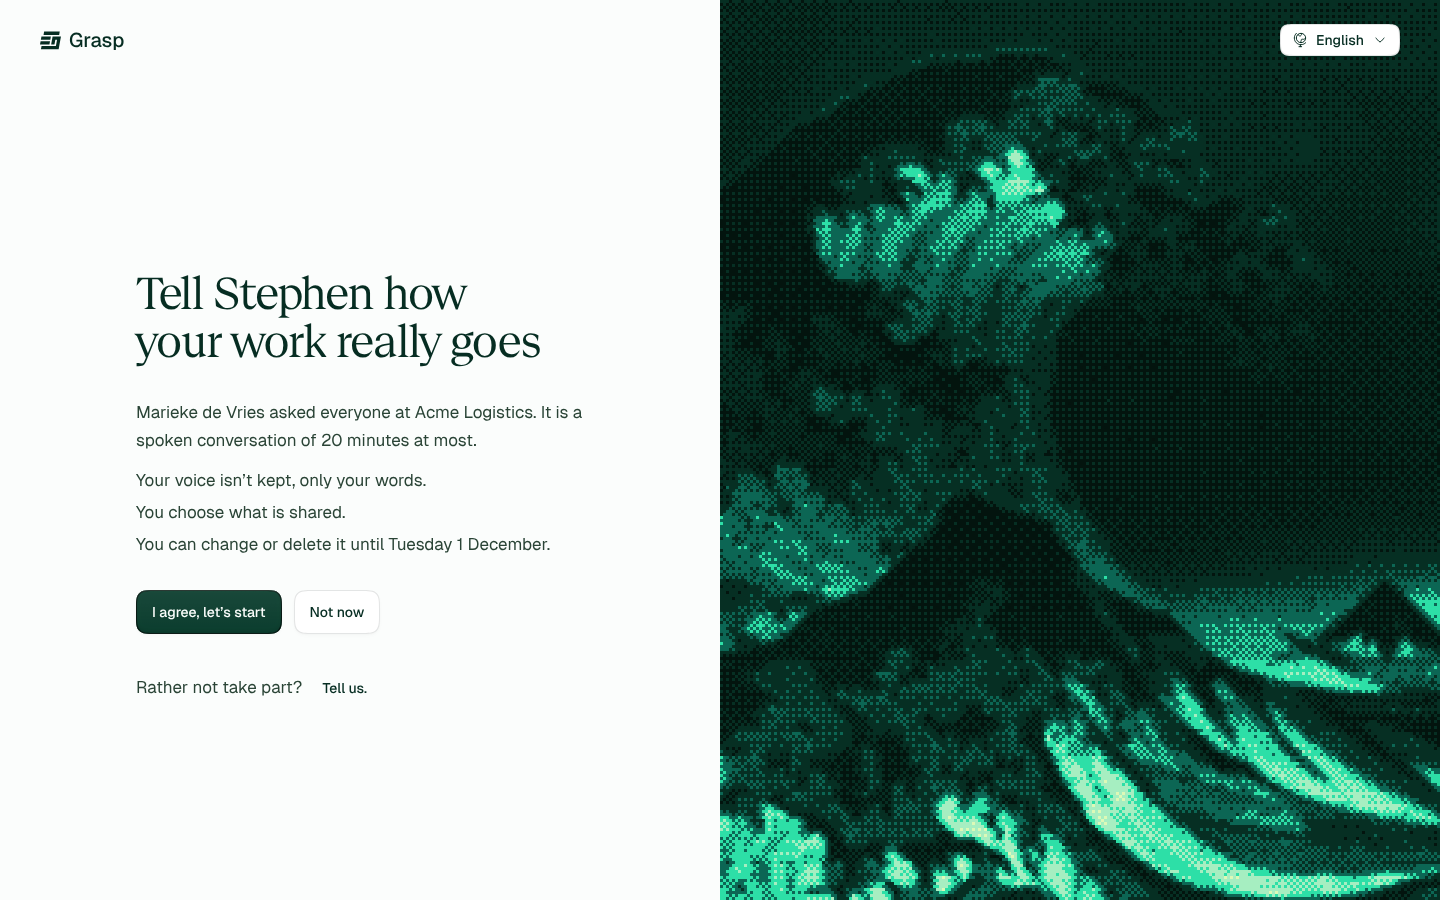 Grasp
English
Tell Stephen how
your work really goes
Marieke de Vries asked everyone at Acme Logistics. It is a
spoken conversation of 20 minutes at most.
Your voice isn’t kept, only your words.
You choose what is shared.
You can change or delete it until Tuesday 1 December.
I agree, let’s start
Not now
Rather not take part? Tell us.